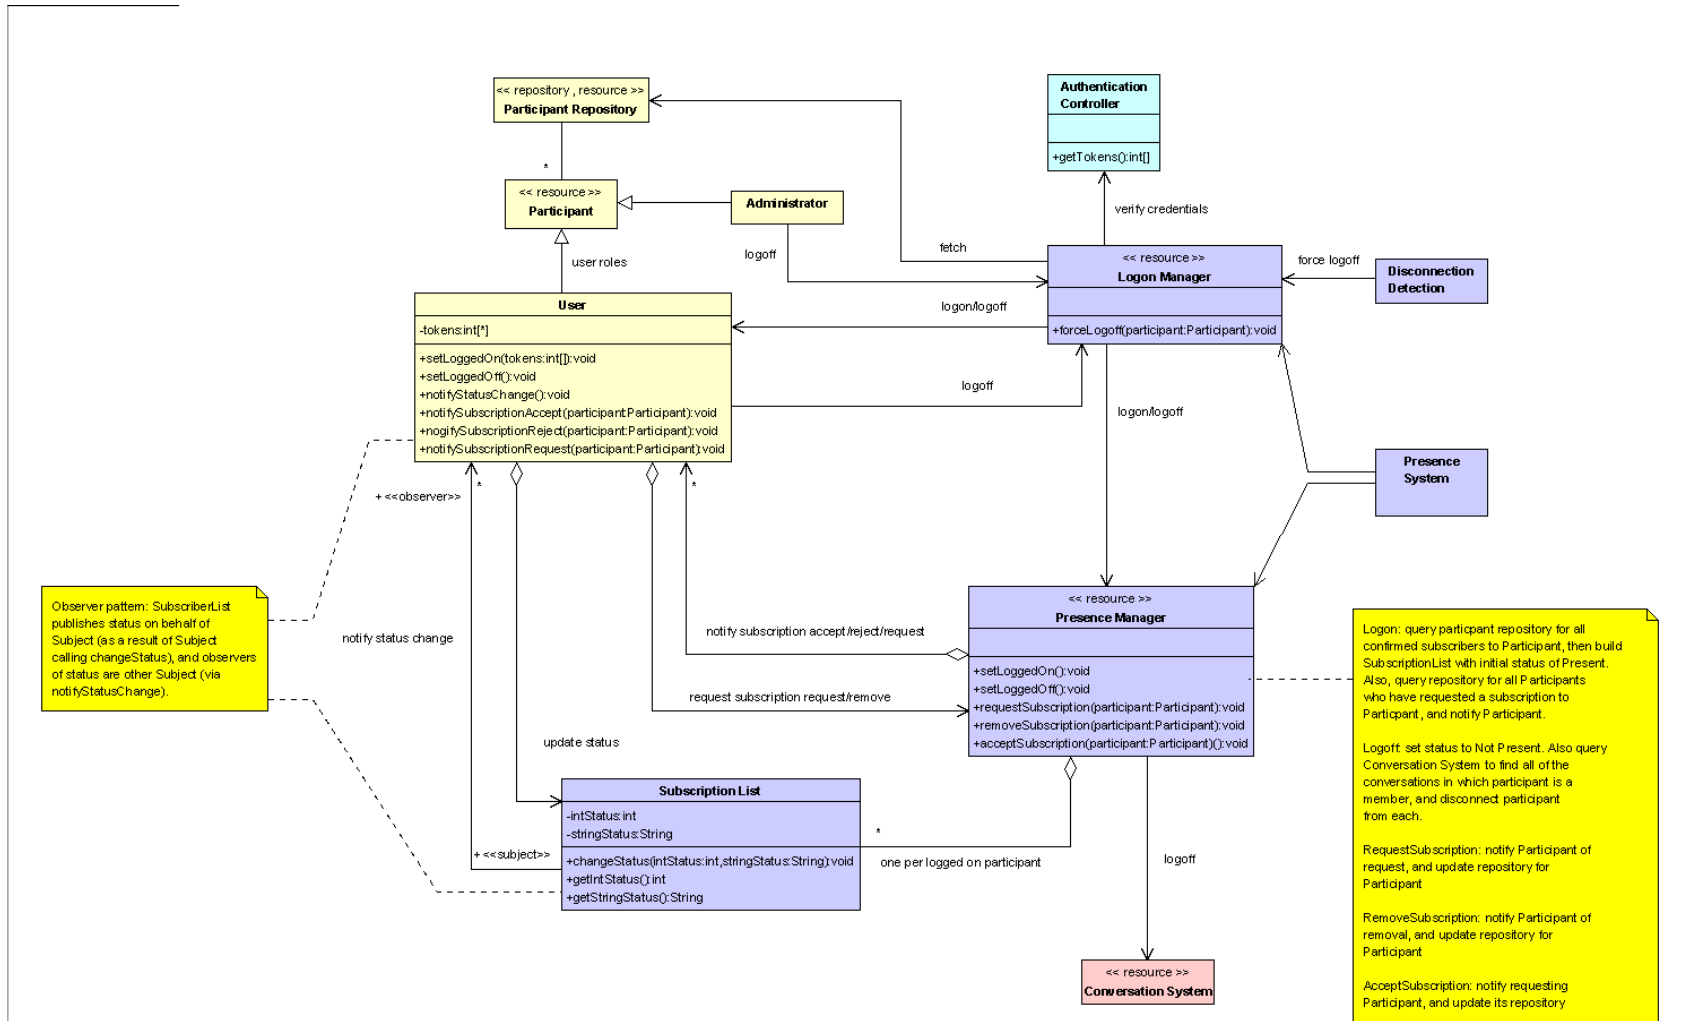 << repository , resource >>
Participant Repository
*
<< resource >>
Participant
Administrator
user roles
logoff
fetch
Authentication
Controller
+getTokens():int[]
verify credentials
<< resource >>
Logon Manager
+forceLogoff(participant:Participant):void
force logoff
Disconnection
Detection
User
-tokens:int[*]
+setLoggedOn(tokens:int[]):void
+setLoggedOff():void
+notifyStatusChange():void
+notifySubscriptionAccept(participant:Participant):void
+nogifySubscriptionReject(participant:Participant):void
+notifySubscriptionRequest(participant:Participant):void
logon/logoff
logoff
logon/logoff
Presence
System
+ <<observer>>
*
*
Observer pattern: SubscriberList
publishes status on behalf of
Subject (as a result of Subject
calling changeStatus), and observers
of status are other Subject (via
notifyStatusChange).
notify status change
notify subscription accept/reject/request
request subscription request/remove
update status
<< resource >>
Presence Manager
+setLoggedOn():void
+setLoggedOff():void
+requestSubscription(participant:Participant):void
+removeSubscription(participant:Participant):void
+acceptSubscription(participant:Participant)():void
Subscription List
-intStatus:int
-stringStatus:String
+changeStatus(intStatus:int,stringStatus:String):void
+getIntStatus():int
+getStringStatus():String
+ <<subject>>
*
one per logged on participant
logoff
<< resource >>
Conversation System
Logon: query particpant repository for all
confirmed subscribers to Participant, then build
SubscriptionList with initial status of Present.
Also, query repository for all Participants
who have requested a subscription to
Particpant, and notify Participant.
Logoff: set status to Not Present. Also query
Conversation System to find all of the
conversations in which participant is a
member, and disconnect participant
from each.
RequestSubscription: notify Participant of
request, and update repository for
Participant
RemoveSubscription: notify Participant of
removal, and update repository for
Participant
AcceptSubscription: notify requesting
Participant, and update its repository